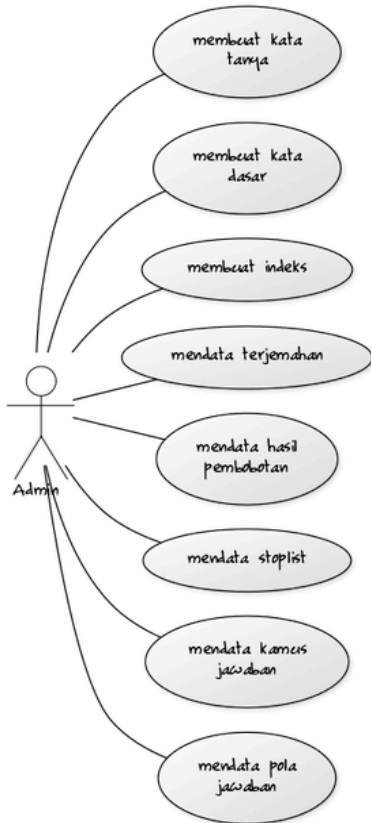 membuat kata
tanya
membuat kata
dasar
membuat indeks
mendata terjemahan
mendata hasil
pembobotan
Admin
mendata stoplist
mendata kamus
jawaban
mendata pola
jawaban